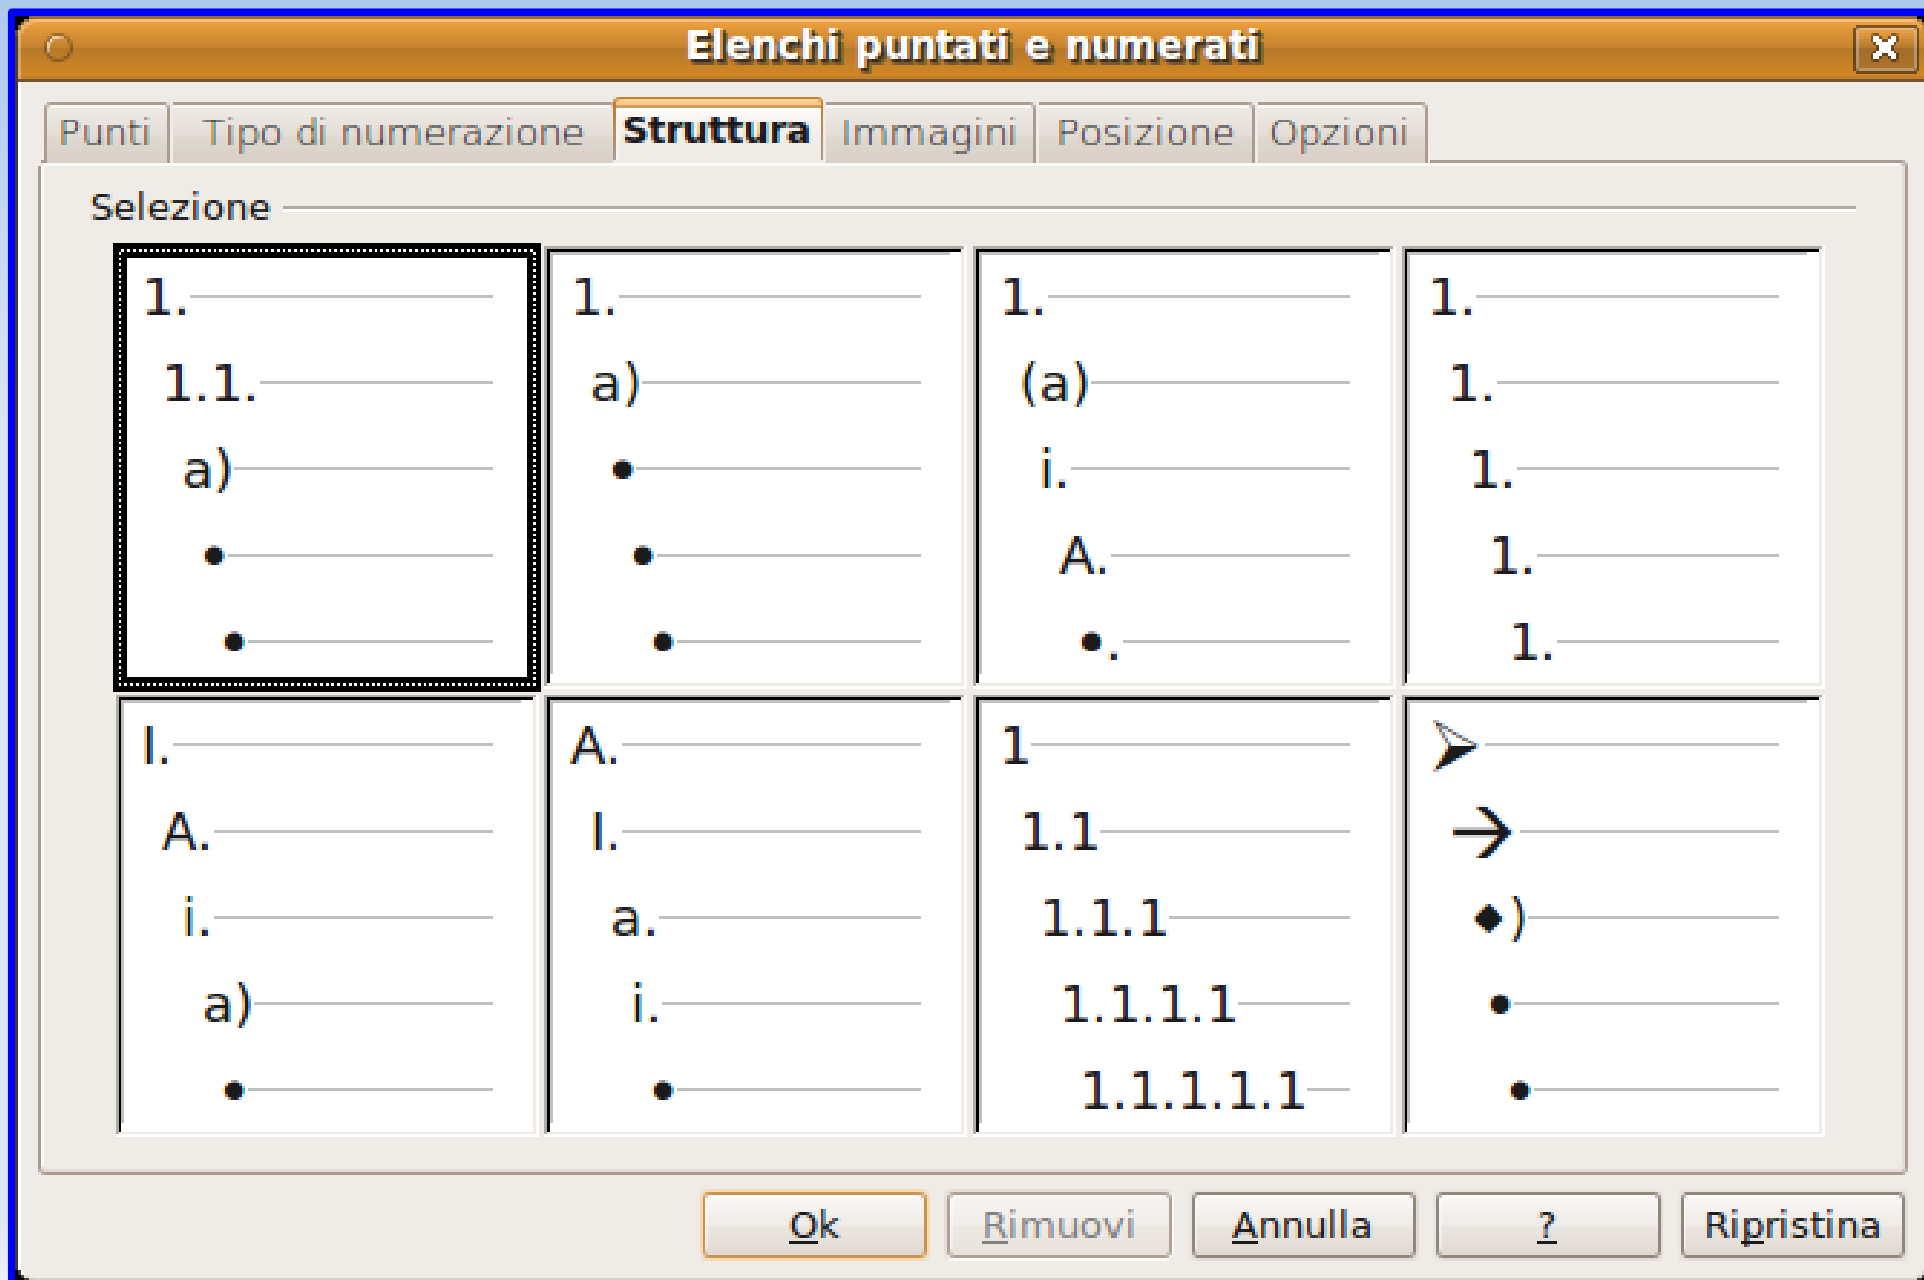 Elenchi puntati e numerati
Punti Tipo di numerazione Struttura Immagini Posizione Opzioni
Selezione
1.
1.1.
a)
•
•
1.
a)
•
•
•
1.
(a)
i.
A.
•.
1.
1.
1.
1.
1.
I.
A.
i.
a)
•
A.
I.
a.
i.
•
1
1.1
1.1.1
1.1.1.1
1.1.1.1.1
➢
→
◆)
•
•
Ok Rimuovi Annulla ? Ripristina